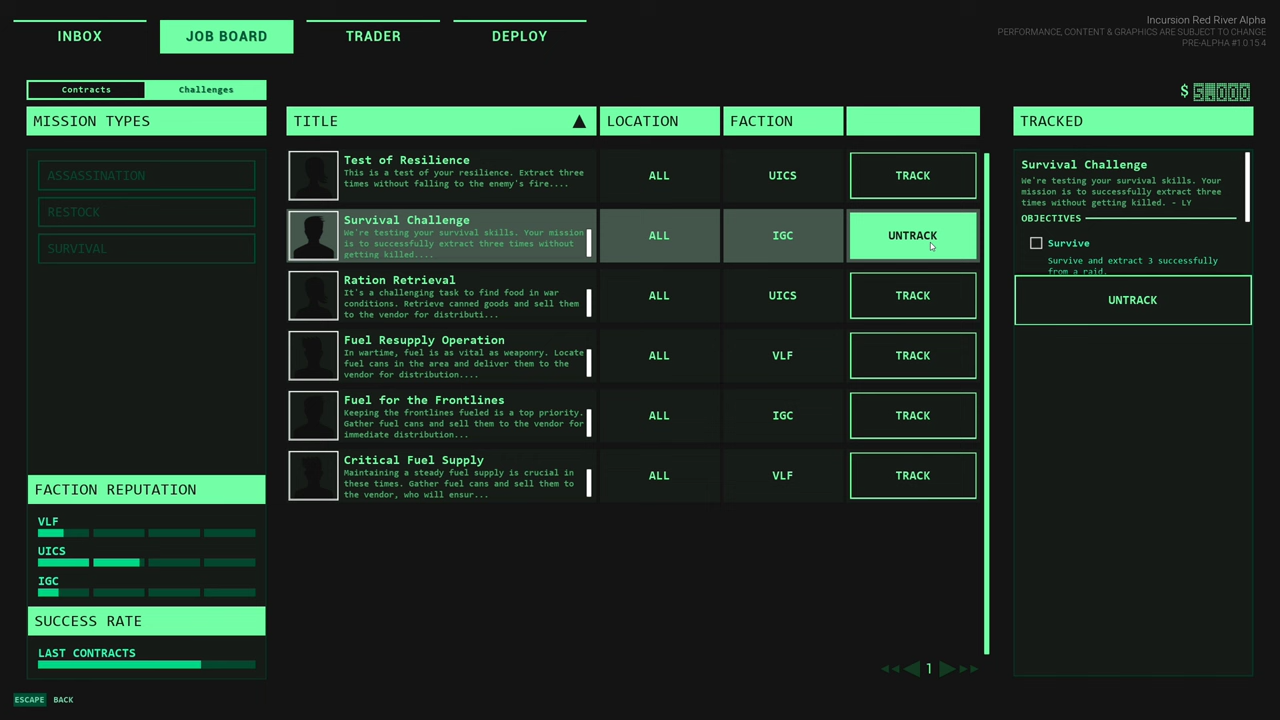 INBOX
JOB BOARD
TRADER
DEPLOY
Incursion Red River Alpha
PERFORMANCE, CONTENT & GRAPHICS ARE SUBJECT TO CHANGE
PRE-ALPHA #1.0.15.4
Contracts
Challenges
$ 5,000
MISSION TYPES
ASSASSINATION
RESTOCK
SURVIVAL
TITLE
LOCATION
FACTION
Test of Resilience
This is a test of your resilience. Extract three
times without falling to the enemy's fire....
ALL
UICS
TRACK
Survival Challenge
We're testing your survival skills. Your mission
is to successfully extract three times without
getting killed....
ALL
IGC
UNTRACK
Ration Retrieval
It's a challenging task to find food in war
conditions. Retrieve canned goods and sell them
to the vendor for distributi...
ALL
UICS
TRACK
Fuel Resupply Operation
In wartime, fuel is as vital as weaponry. Locate
fuel cans in the area and deliver them to the
vendor for distribution....
ALL
VLF
TRACK
Fuel for the Frontlines
Keeping the frontlines fueled is a top priority.
Gather fuel cans and sell them to the vendor for
immediate distribution...
ALL
IGC
TRACK
Critical Fuel Supply
Maintaining a steady fuel supply is crucial in
these times. Gather fuel cans and sell them to
the vendor, who will ensur...
ALL
VLF
TRACK
1
TRACKED
Survival Challenge
We're testing your survival skills. Your
mission is to successfully extract three
times without getting killed. - LY
OBJECTIVES
Survive
Survive and extract 3 successfully
from a raid.
UNTRACK
FACTION REPUTATION
VLF
UICS
IGC
SUCCESS RATE
LAST CONTRACTS
ESCAPE BACK